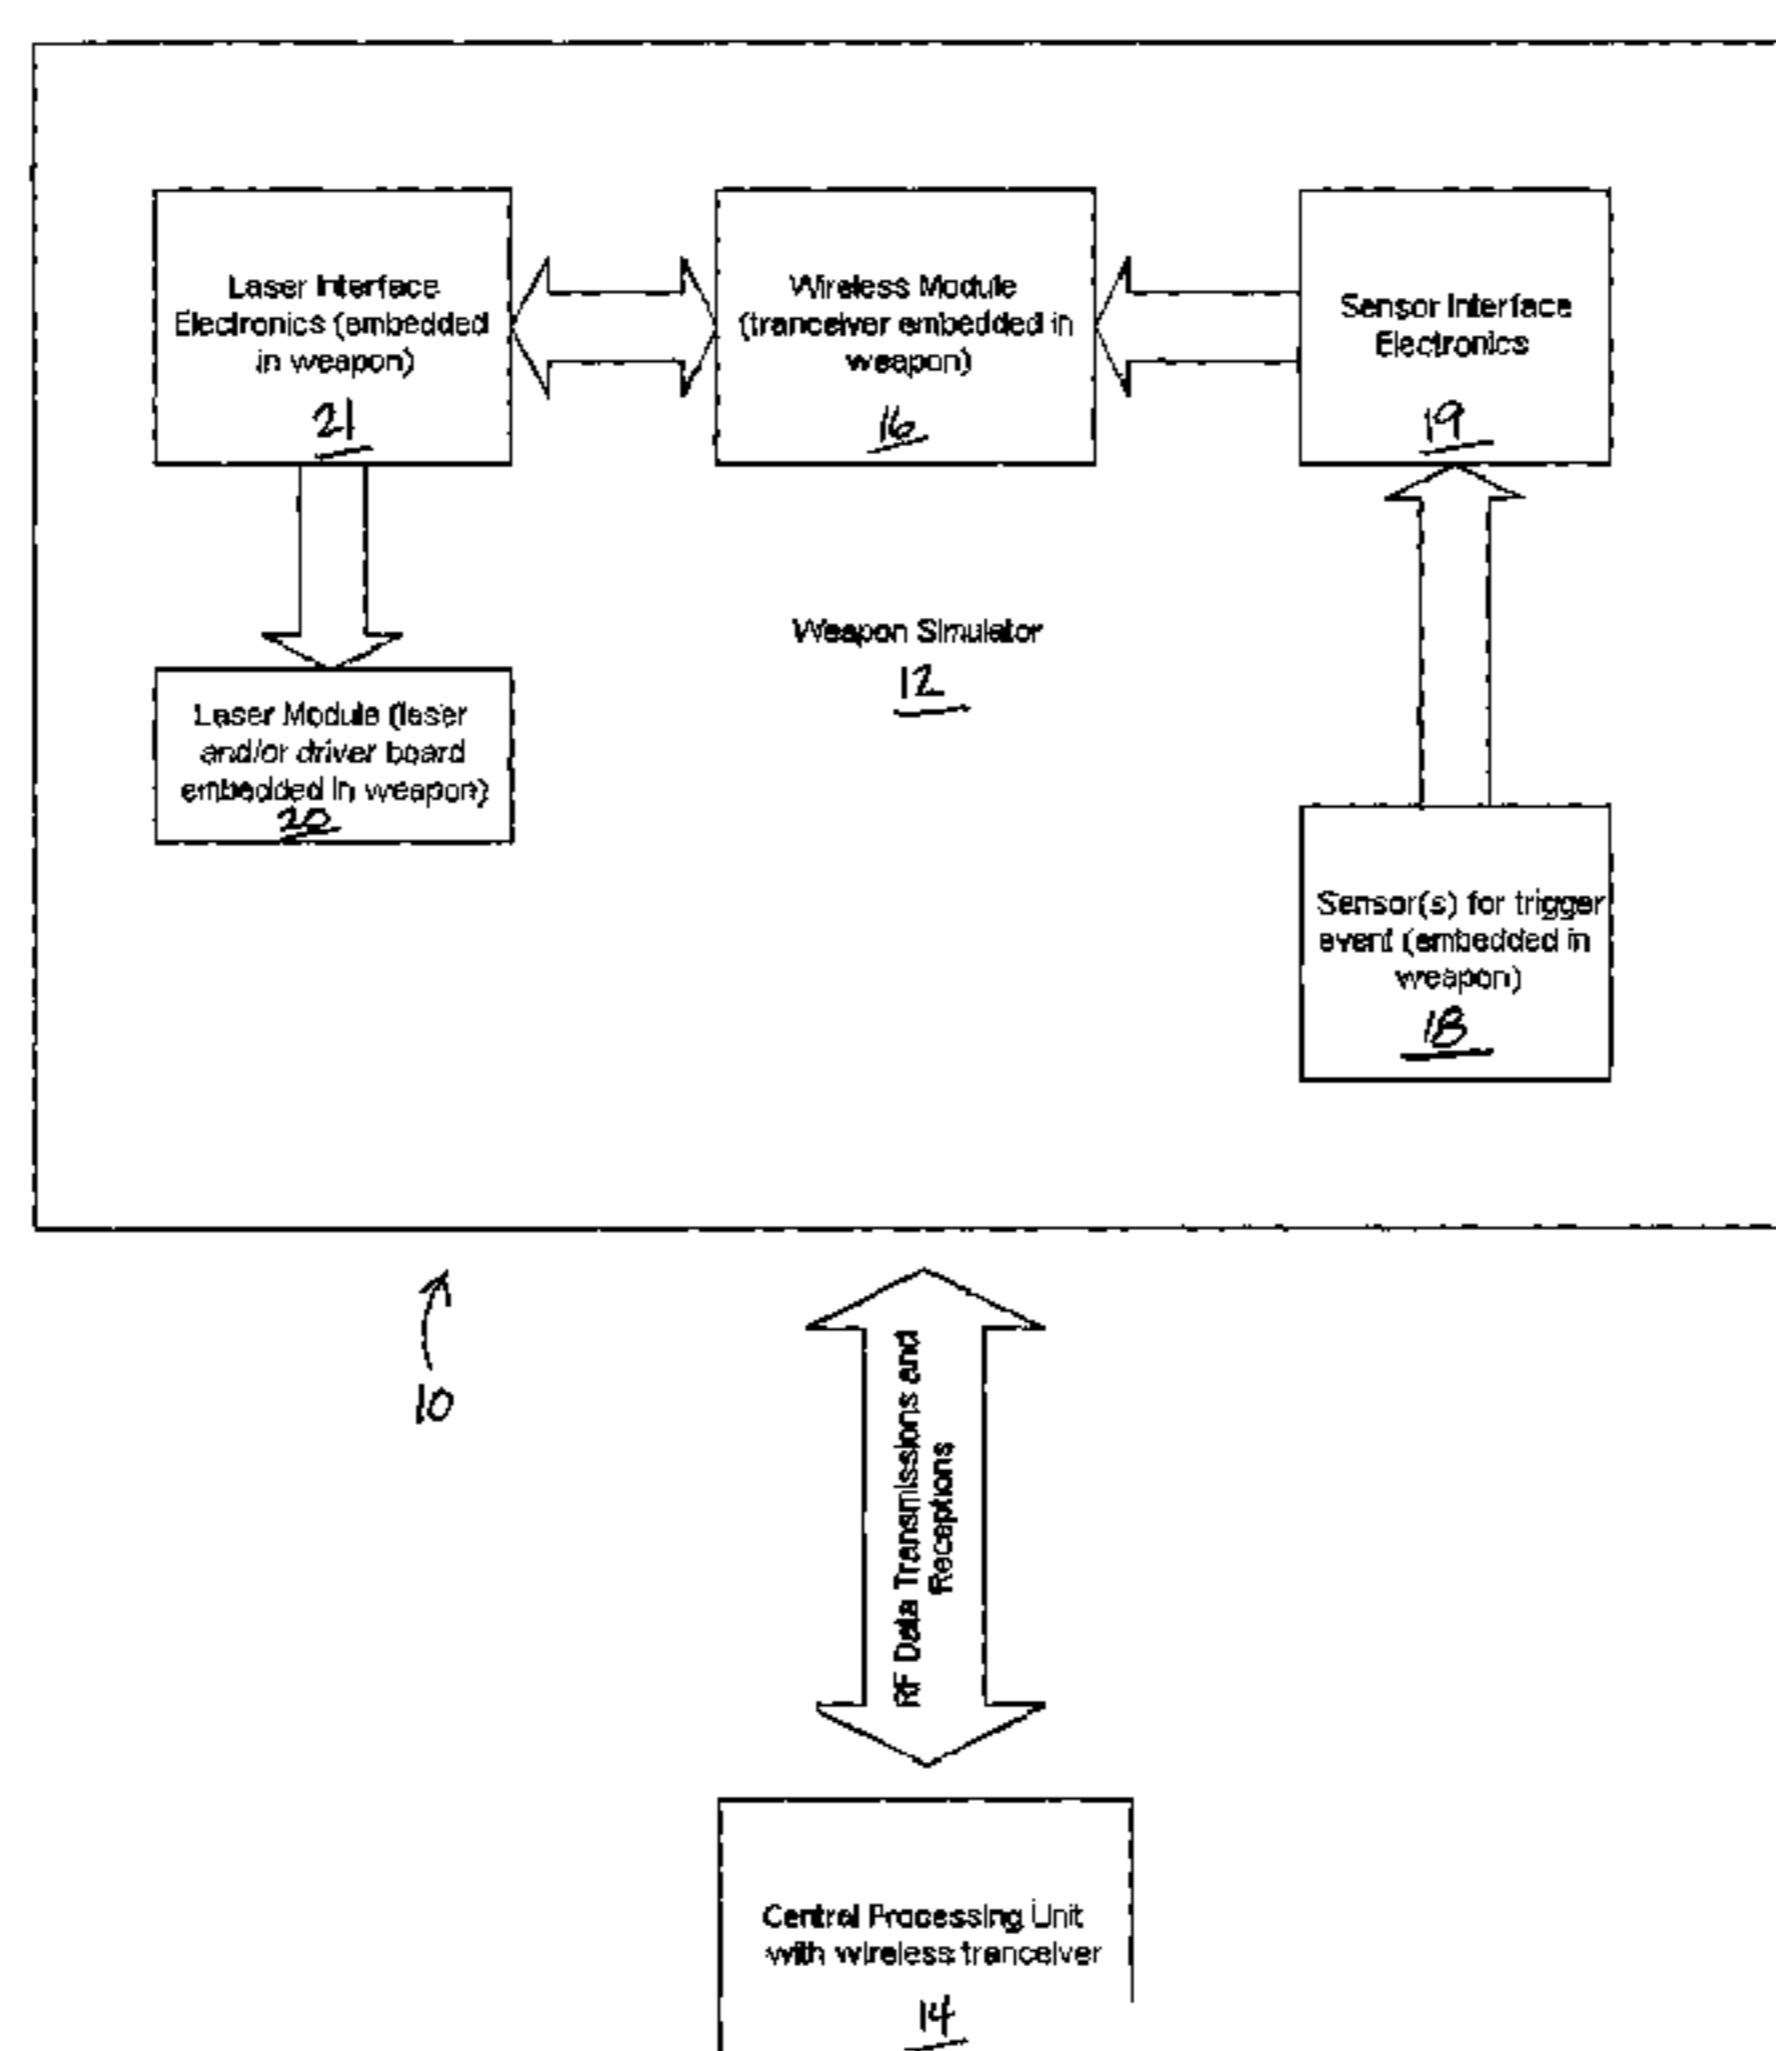 Laser Interface
Electronics (embedded
in weapon)
21
Wireless Module
(tranceiver embedded in
weapon)
16
Sensor Interface
Electronics
19
Weapon Simulator
12
Laser Module (laser
and/or driver board
embedded in weapon)
20
Sensor(s) for trigger
event (embedded in
weapon)
18
10
RF Data Transmissions and
Receptions
Central Processing Unit
with wireless tranceiver
14